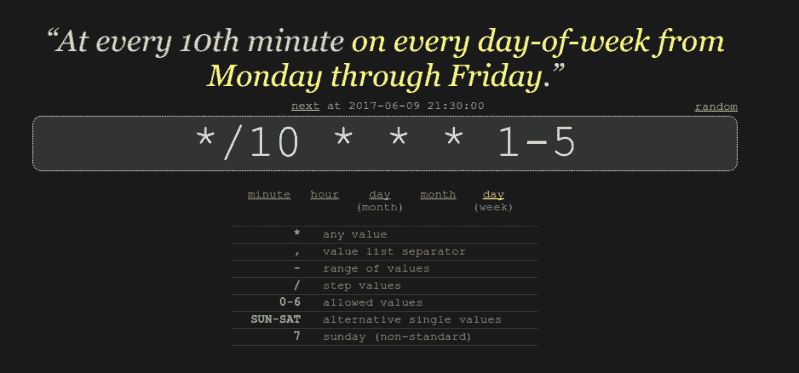 “At every 10th minute on every day-of-week from
Monday through Friday.”
next at 2017-06-09 21:30:00
random
*/10 * * * 1-5
minute hour day month day
(month) (week)
* any value
, value list separator
- range of values
/ step values
0-6 allowed values
SUN-SAT alternative single values
7 sunday (non-standard)